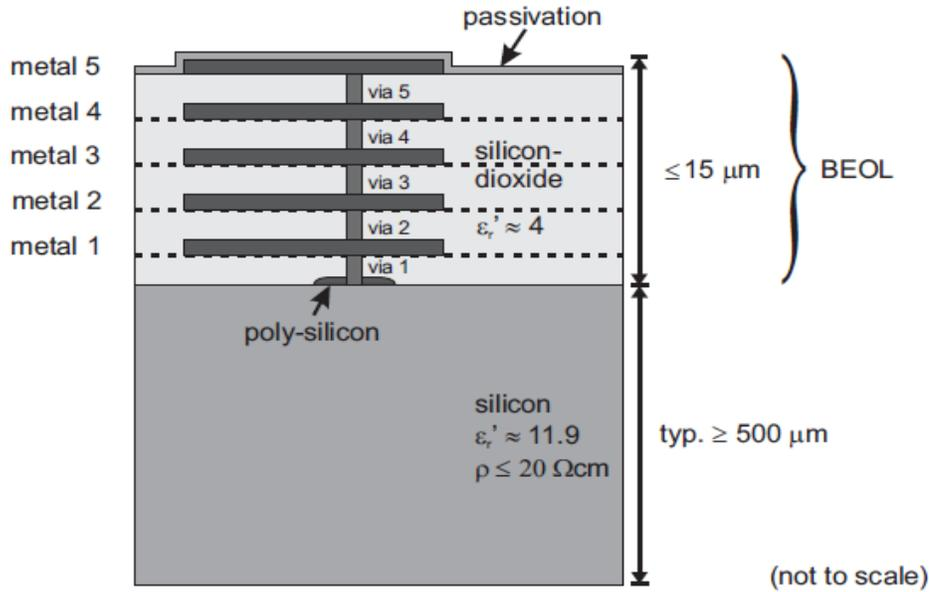 passivation
metal 5
via 5
metal 4
via 4
metal 3
silicon-
dioxide
≤ 15 μm
BEOL
via 3
metal 2
via 2
εr' ≈ 4
metal 1
via 1
poly-silicon
silicon
εr' ≈ 11.9
ρ ≤ 20 Ωcm
typ. ≥ 500 μm
(not to scale)